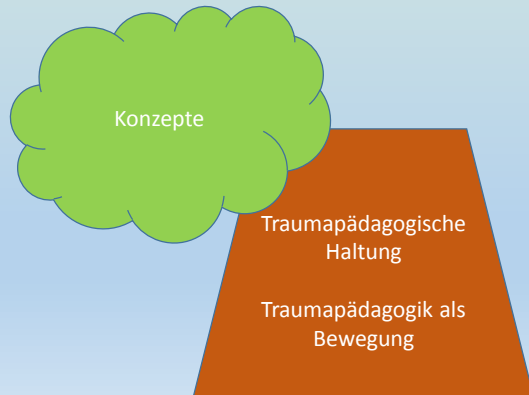 Konzepte
Traumapädagogische
Haltung
Traumapädagogik als
Bewegung